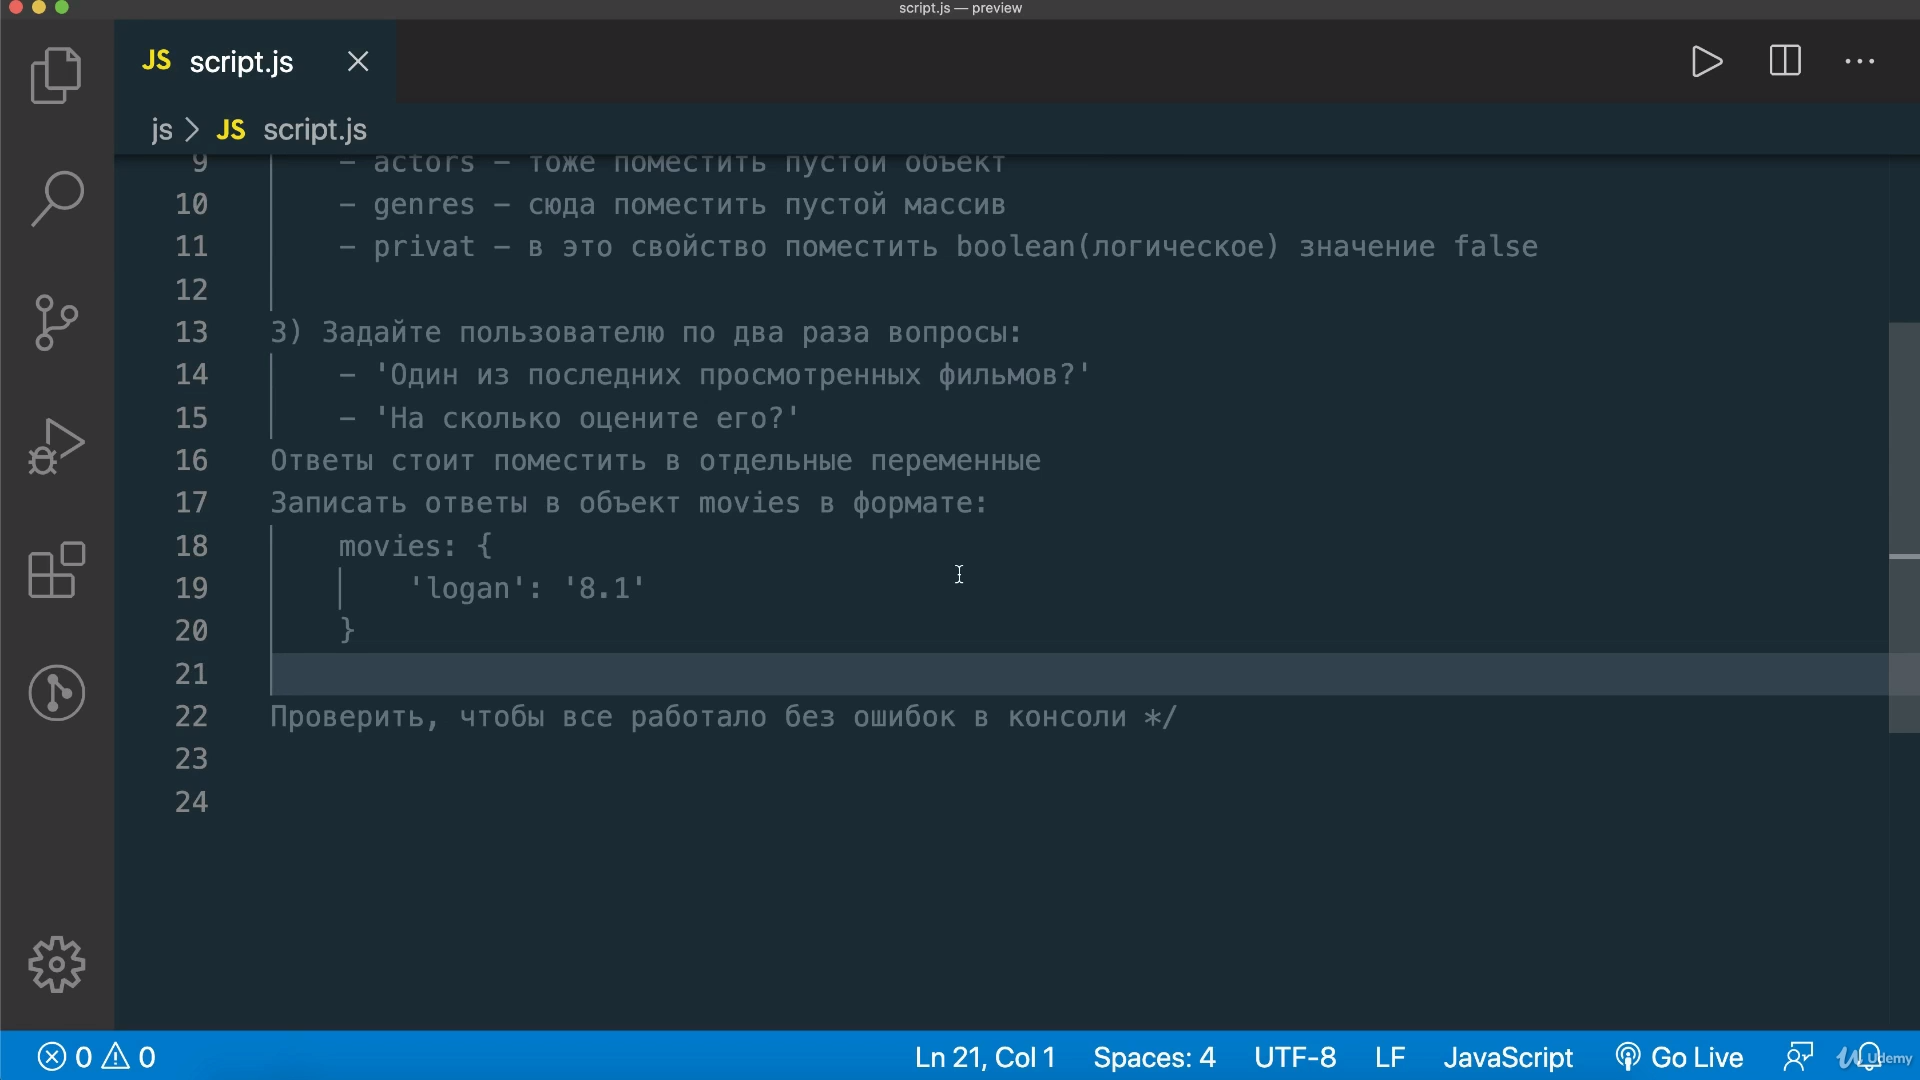 script.js — preview
JS script.js
js > JS script.js
9 – actors – тоже поместить пустой объект
10 – genres – сюда поместить пустой массив
11 – privat – в это свойство поместить boolean(логическое) значение false
12
13 3) Задайте пользователю по два раза вопросы:
14 – 'Один из последних просмотренных фильмов?'
15 – 'На сколько оцените его?'
16 Ответы стоит поместить в отдельные переменные
17 Записать ответы в объект movies в формате:
18 movies: {
19 'logan': '8.1'
20 }
21
22 Проверить, чтобы все работало без ошибок в консоли */
23
24
0 0 Ln 21, Col 1 Spaces: 4 UTF-8 LF JavaScript Go Live Udemy